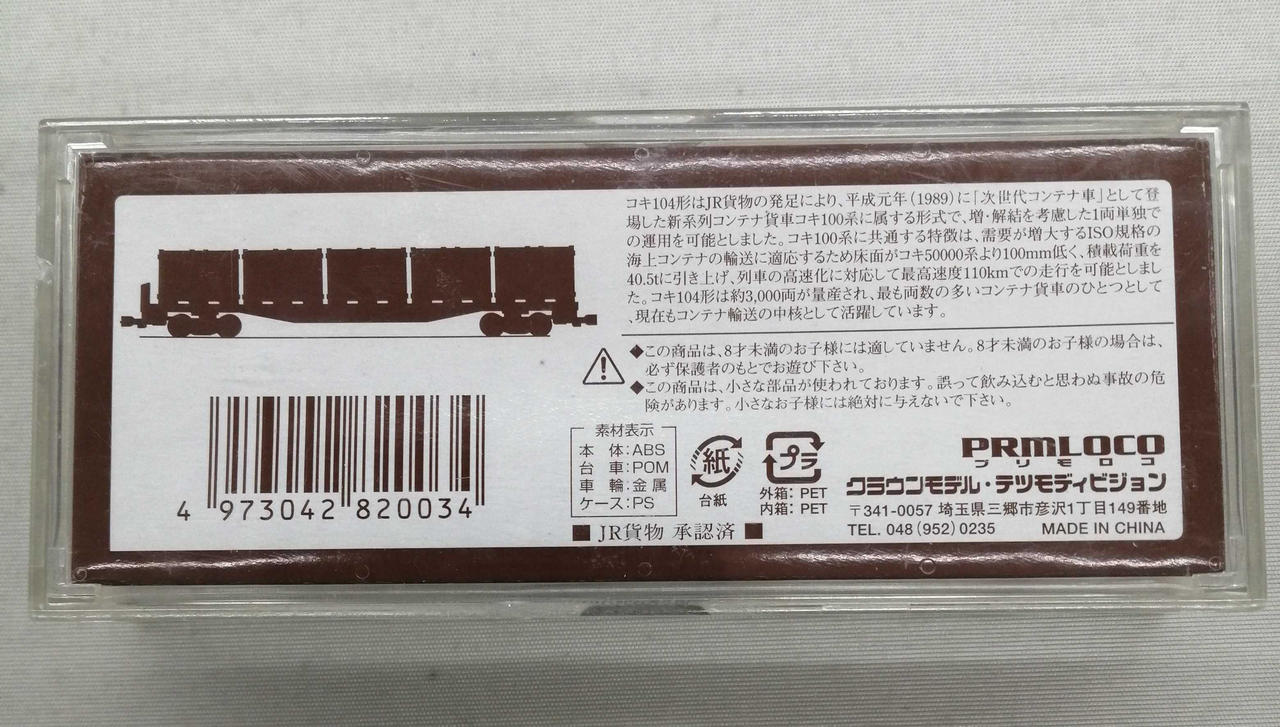 コキ104形はJR貨物の発足により、平成元年(1989)に「次世代コンテナ車」として登
場した新系列コンテナ貨車コキ100系に属する形式で、増・解結を考慮した1両単独で
の運用を可能としました。コキ100系に共通する特徴は、需要が増大するISO規格の
海上コンテナの輸送に適応するため床面がコキ50000系より100mm低く、積載荷重を
40.5tに引き上げ、列車の高速化に対応して最高速度110kmでの走行を可能としまし
た。コキ104形は約3,000両が量産され、最も両数の多いコンテナ貨車のひとつとして
、現在もコンテナ輸送の中核として活躍しています。
◆この商品は、8才未満のお子様には適していません。8才未満のお子様の場合は、
必ず保護者のもとでお遊び下さい。
◆この商品は、小さな部品が使われております。誤って飲み込むと思わぬ事故の危
険があります。小さなお子様には絶対に与えないで下さい。
素材表示
本 体:ABS
台 車:POM
車 輪:金属
ケース:PS
紙
台紙
プラ
外箱: PET
内箱: PET
■ JR貨物 承認済 ■
PRMLOCO
プリモロコ
クラウンモデル・テツモディビジョン
〒341-0057 埼玉県三郷市彦沢1丁目149番地
TEL. 048(952)0235 MADE IN CHINA
4 973042 820034